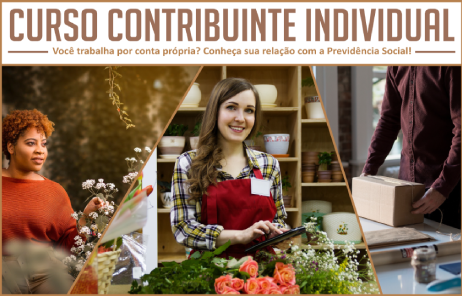 CURSO CONTRIBUINTE INDIVIDUAL
Você trabalha por conta própria? Conheça sua relação com a Previdência Social!